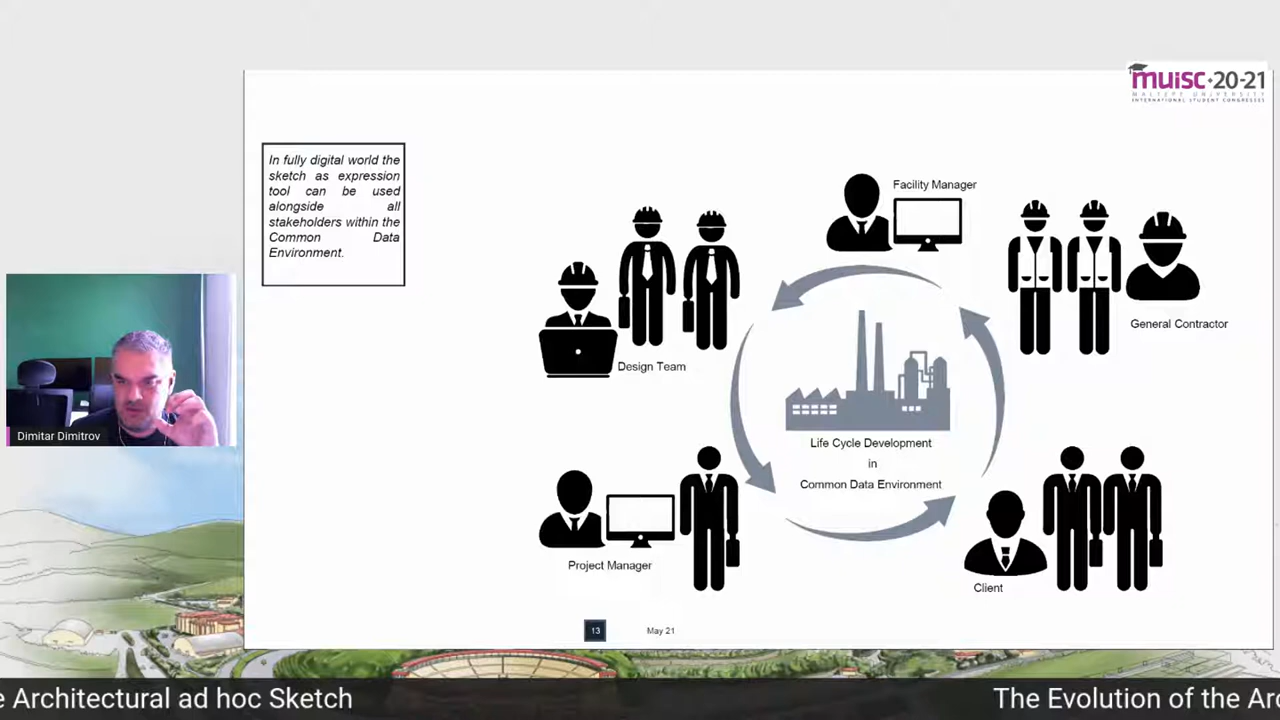 muisc·20-21
MALTEPE UNIVERSITY
INTERNATIONAL STUDENT CONGRESSES
In fully digital world the
sketch as expression
tool can be used
alongside all
stakeholders within the
Common Data
Environment.
Facility Manager
General Contractor
Design Team
Life Cycle Development
in
Common Data Environment
Project Manager
Client
13
May 21
Dimitar Dimitrov
e Architectural ad hoc Sketch
The Evolution of the Arc